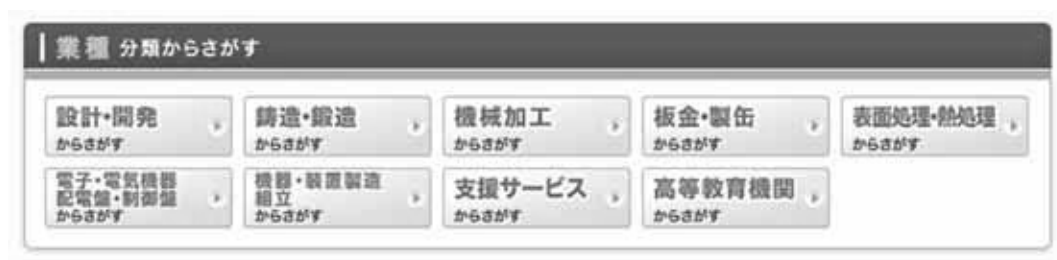 業種 分類からさがす
設計・開発
からさがす
鋳造・鍛造
からさがす
機械加工
からさがす
板金・製缶
からさがす
表面処理・熱処理
からさがす
電子・電気機器
配電盤・制御盤
からさがす
機器・装置製造
組立
からさがす
支援サービス
からさがす
高等教育機関
からさがす